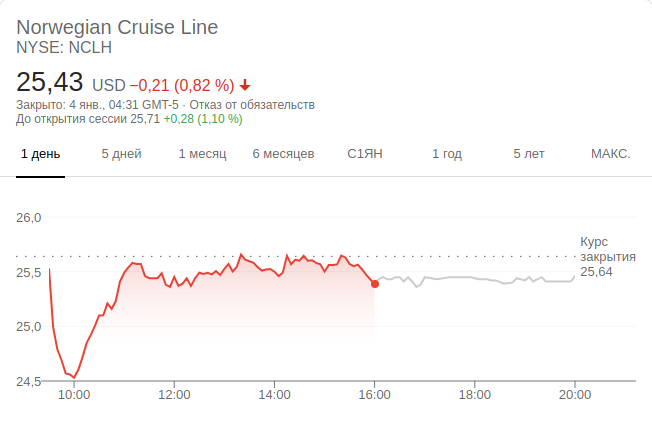 Norwegian Cruise Line
NYSE: NCLH
25,43 USD −0,21 (0,82 %)
Закрыто: 4 янв., 04:31 GMT-5 · Отказ от обязательств
До открытия сессии 25,71 +0,28 (1,10 %)
1 день 5 дней 1 месяц 6 месяцев С1ЯН 1 год 5 лет МАКС.
26,0
Курс
закрытия
25,64
25,5
25,0
24,5
10:00 12:00 14:00 16:00 18:00 20:00